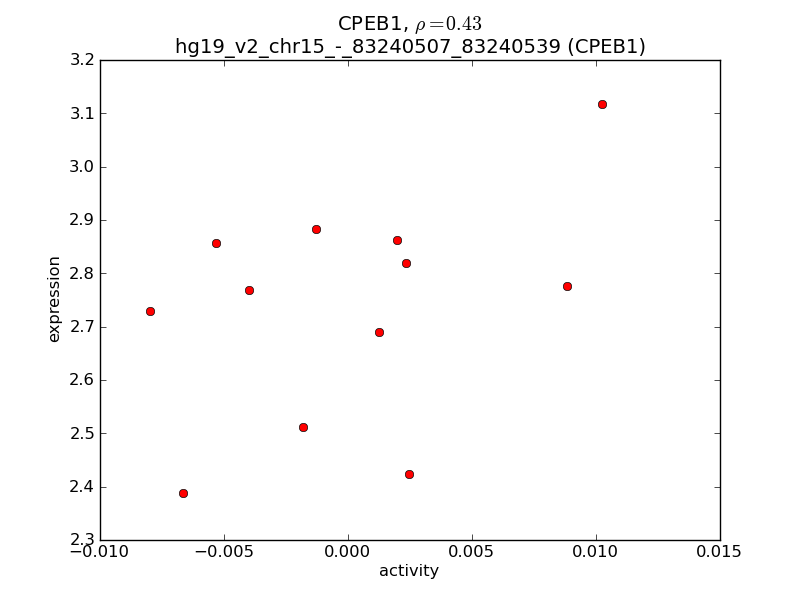 CPEB1, ρ = 0.43
hg19_v2_chr15_-_83240507_83240539 (CPEB1)
3.2
3.1
3.0
2.9
2.8
2.7
2.6
2.5
2.4
2.3
expression
−0.010 −0.005 0.000 0.005 0.010 0.015
activity